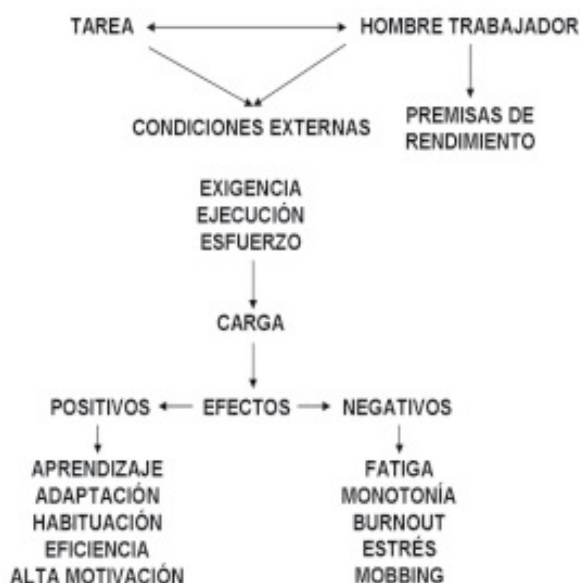 TAREA
HOMBRE TRABAJADOR
CONDICIONES EXTERNAS
PREMISAS DE
RENDIMIENTO
EXIGENCIA
EJECUCIÓN
ESFUERZO
CARGA
POSITIVOS
EFECTOS
NEGATIVOS
APRENDIZAJE
ADAPTACIÓN
HABITUACIÓN
EFICIENCIA
ALTA MOTIVACIÓN
FATIGA
MONOTONÍA
BURNOUT
ESTRÉS
MOBBING